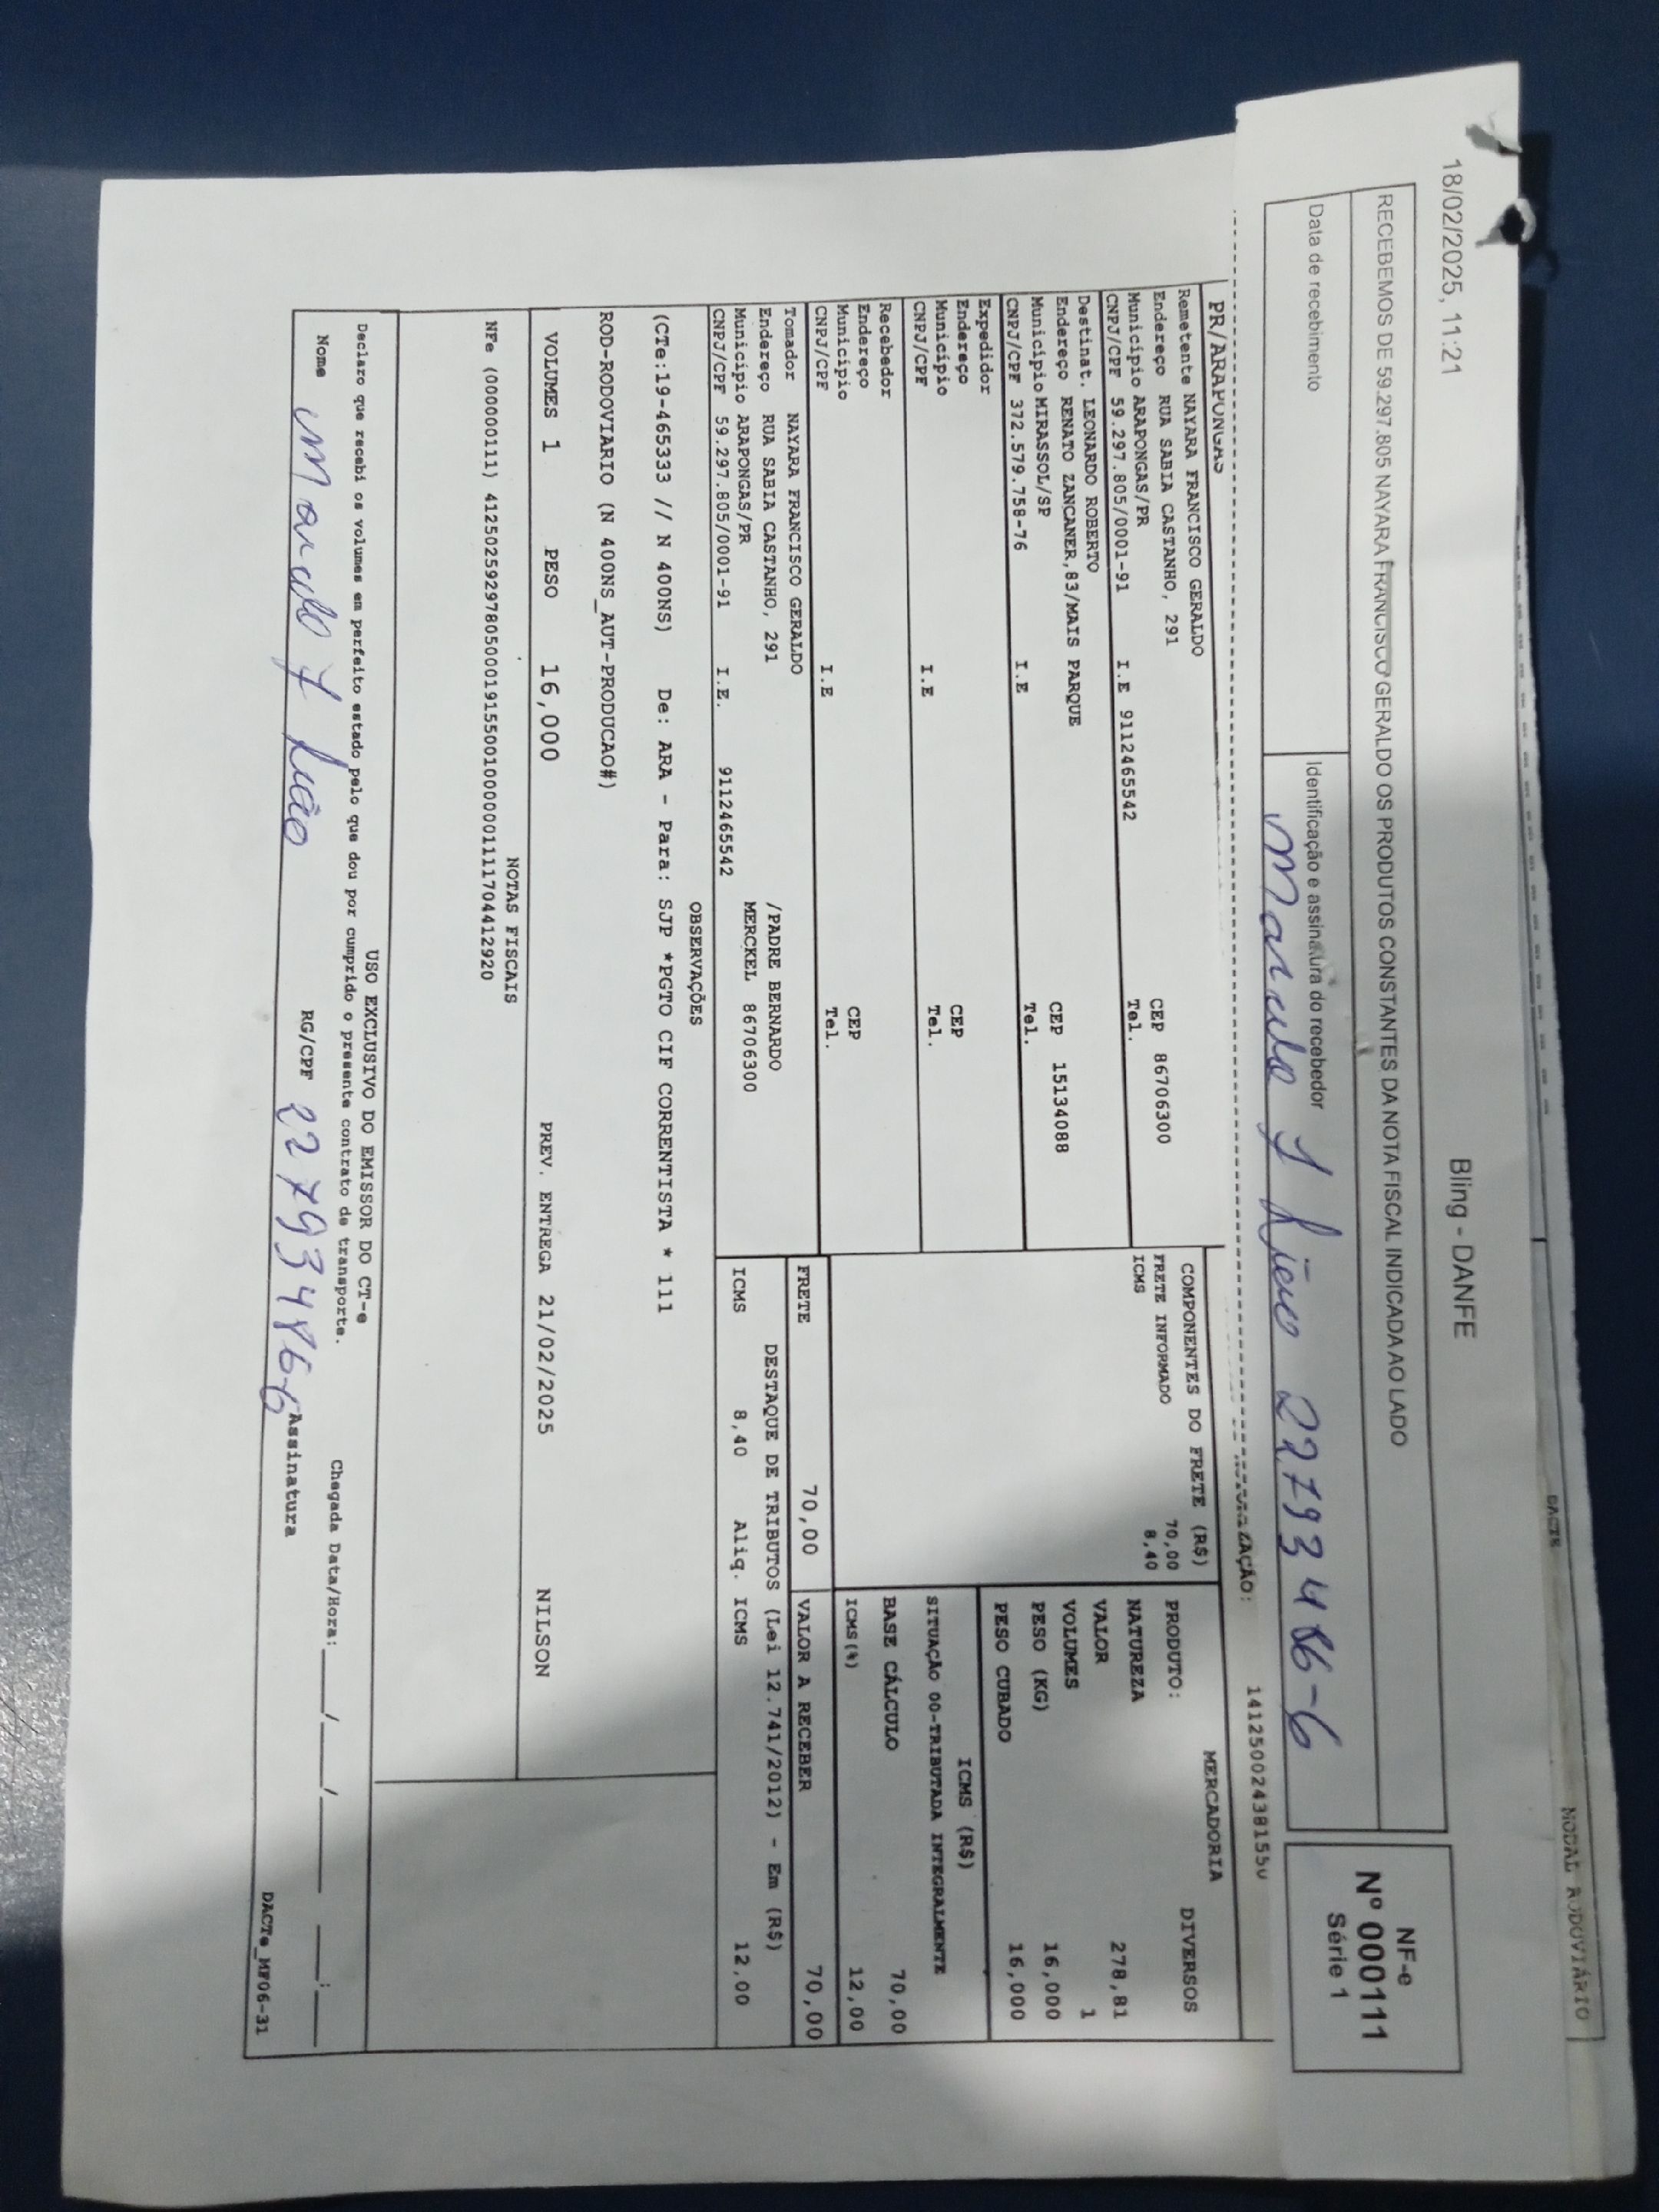 MODAL RODOVIÁRIO
DACTE
18/02/2025, 11:21 Bling - DANFE
RECEBEMOS DE 59.297.805 NAYARA FRANCISCO GERALDO OS PRODUTOS CONSTANTES DA NOTA FISCAL INDICADA AO LADO
NF-e
Nº 000111
Série 1
Data de recebimento
Identificação e assinatura do recebedor
22793486-6
PR/ARAPONGAS
Remetente NAYARA FRANCISCO GERALDO
Endereço RUA SABIA CASTANHO, 291 CEP 86706300
Município ARAPONGAS/PR Tel.
CNPJ/CPF 59.297.805/0001-91 I.E 9112465542
Destinat. LEONARDO ROBERTO
Endereço RENATO ZANCANER,83/MAIS PARQUE CEP 15134088
Município MIRASSOL/SP Tel.
CNPJ/CPF 372.579.758-76 I.E
Expedidor
Endereço CEP
Município Tel.
CNPJ/CPF I.E
Recebedor
Endereço CEP
Município Tel.
CNPJ/CPF I.E
Tomador NAYARA FRANCISCO GERALDO
Endereço RUA SABIA CASTANHO, 291 /PADRE BERNARDO
Município ARAPONGAS/PR MERCKEL 86706300
CNPJ/CPF 59.297.805/0001-91 I.E. 9112465542
COMPONENTES DO FRETE (R$)
FRETE INFORMADO 70,00
ICMS 8,40
MERCADORIA
PRODUTO: DIVERSOS
NATUREZA
VALOR 278,81
VOLUMES 1
PESO (KG) 16,000
PESO CUBADO 16,000
ICMS (R$)
SITUAÇÃO 00-TRIBUTADA INTEGRALMENTE
BASE CÁLCULO 70,00
ICMS(%) 12,00
FRETE 70,00 VALOR A RECEBER 70,00
DESTAQUE DE TRIBUTOS (Lei 12.741/2012) - Em (R$)
ICMS 8,40 Aliq. ICMS 12,00
OBSERVAÇÕES
(CTe:19-465333 // N 400NS) De: ARA - Para: SJP *PGTO CIF CORRENTISTA * 111
ROD-RODOVIARIO (N 400NS_AUT-PRODUCAO#)
VOLUMES 1 PESO 16,000 PREV. ENTREGA 21/02/2025 NILSON
NOTAS FISCAIS
NFe (000000111) 41250259297805000191550010000001111704412920
USO EXCLUSIVO DO EMISSOR DO CT-e
Declaro que recebi os volumes em perfeito estado pelo que dou por cumprido o presente contrato de transporte.
Chegada Data/Hora: ____/____/______ ___:___
Nome RG/CPF 22793486-6 Assinatura
DACTe_MF06-31